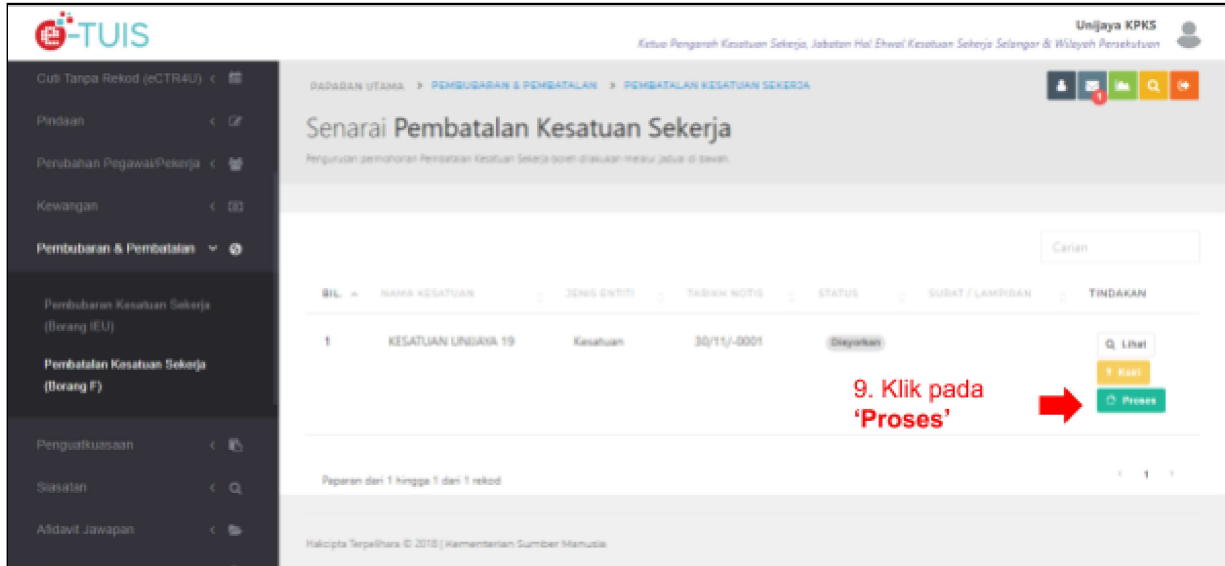 e-TUIS
Unijaya KPKS
Ketua Pengarah Kesatuan Sekerja, Jabatan Hal Ehwal Kesatuan Sekerja Selangor & Wilayah Persekutuan
Cuti Tanpa Rekod (eCTR4U)
Pindaan
Perubahan Pegawai/Pekerja
Kewangan
Pembubaran & Pembatalan
Pembubaran Kesatuan Sekerja
(Borang IEU)
Pembatalan Kesatuan Sekerja
(Borang F)
Penguatkuasaan
Siasatan
Afidavit Jawapan
PAPARAN UTAMA > PEMBUBARAN & PEMBATALAN > PEMBATALAN KESATUAN SEKERJA
1
Senarai Pembatalan Kesatuan Sekerja
Pengurusan permohonan Pembatalan Kesatuan Sekerja boleh dilakukan melalui jadual di bawah.
Carian
BIL. NAMA KESATUAN JENIS ENTITI TARIKH NOTIS STATUS SURAT / LAMPIRAN TINDAKAN
1 KESATUAN UNIJAYA 19 Kesatuan 30/11/-0001 Disyorkan
Lihat
Kuiri
Proses
9. Klik pada
‘Proses’
Paparan dari 1 hingga 1 dari 1 rekod
< 1 >
Hakcipta Terpelihara © 2018 | Kementerian Sumber Manusia